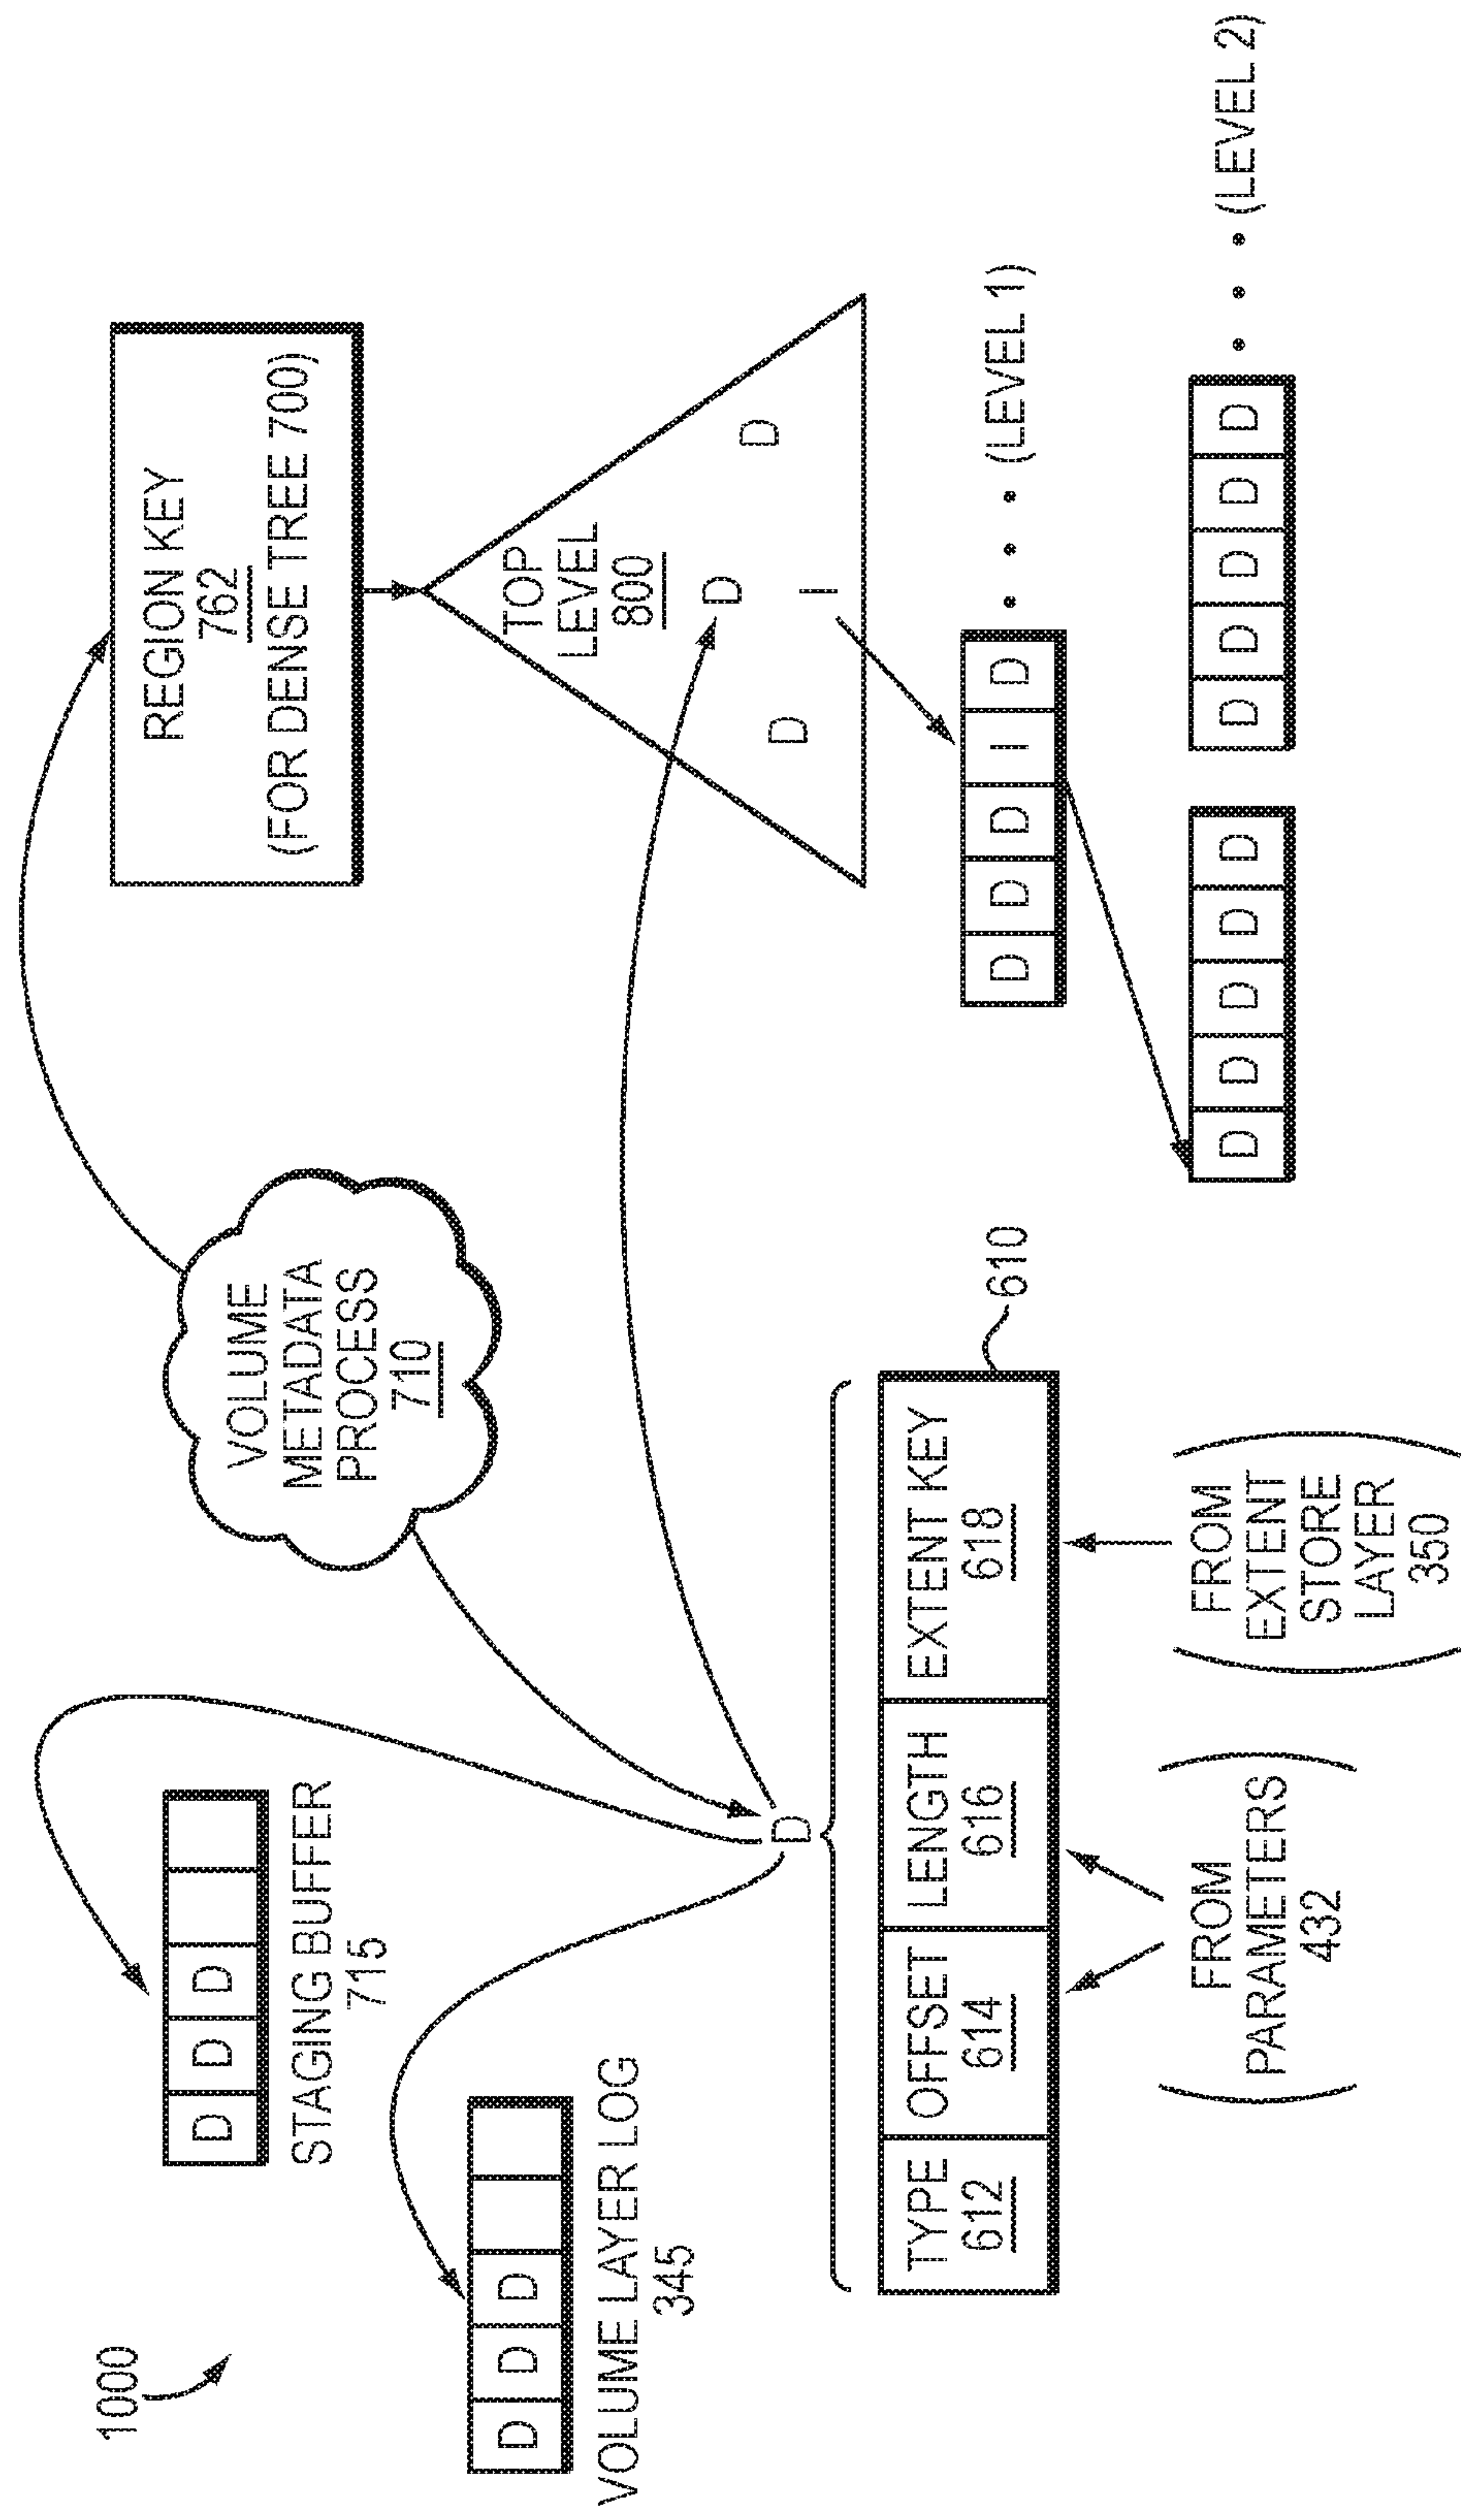 1000
D D D
STAGING BUFFER
715
D D D
VOLUME LAYER LOG
345
VOLUME
METADATA
PROCESS
710
REGION KEY
762
(FOR DENSE TREE 700)
TOP
LEVEL
800
D D D
I
D D D I D • • • (LEVEL 1)
D D D D D D D D D D • • • (LEVEL 2)
D
610
TYPE OFFSET LENGTH EXTENT KEY
612 614 616 618
FROM
PARAMETERS
432
FROM
EXTENT
STORE
LAYER
350